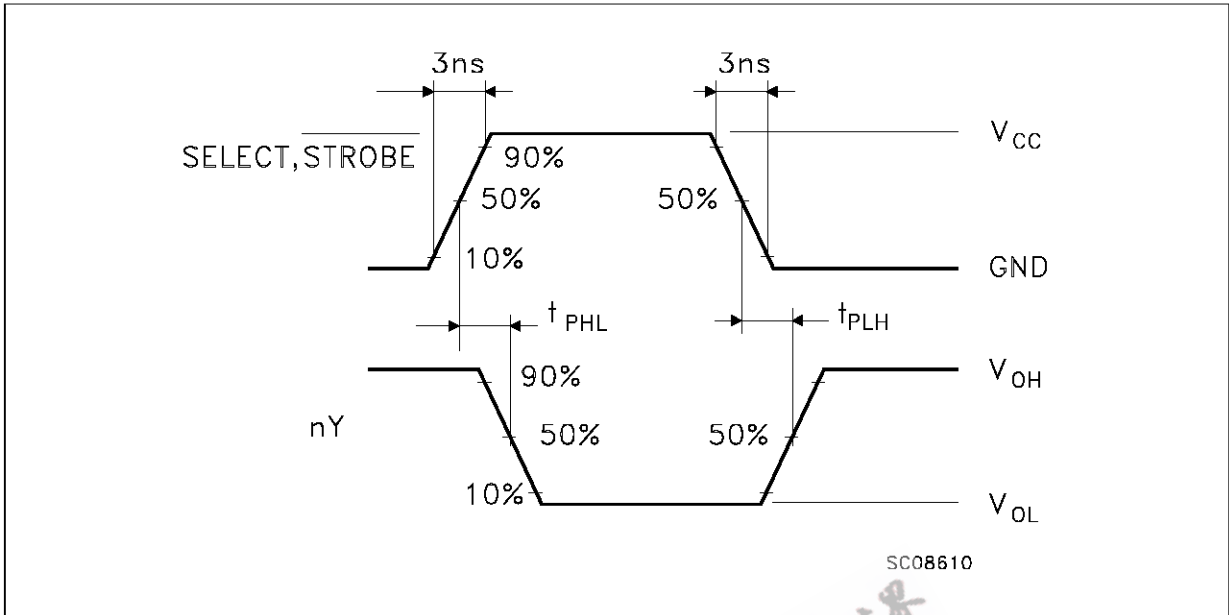 3ns 3ns
SELECT, STROBE
V_CC
90%
50% 50%
10%
GND
t_PHL t_PLH
90%
V_OH
nY
50% 50%
10%
V_OL
SC08610